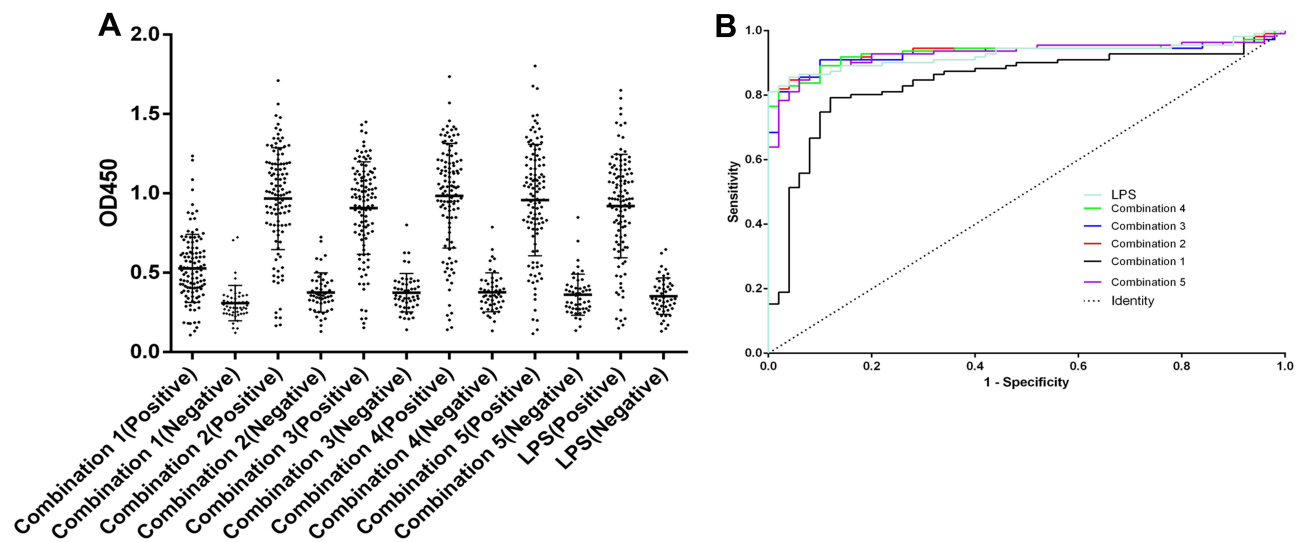 A
OD450
2.0
1.5
1.0
0.5
0.0
Combination 1(Positive)
Combination 1(Negative)
Combination 2(Positive)
Combination 2(Negative)
Combination 3(Positive)
Combination 3(Negative)
Combination 4(Positive)
Combination 4(Negative)
Combination 5(Positive)
Combination 5(Negative)
LPS(Positive)
LPS(Negative)
B
Sensitivity
1.0
0.8
0.6
0.4
0.2
0.0
LPS
Combination 4
Combination 3
Combination 2
Combination 1
Combination 5
Identity
0.0 0.2 0.4 0.6 0.8 1.0
1 - Specificity